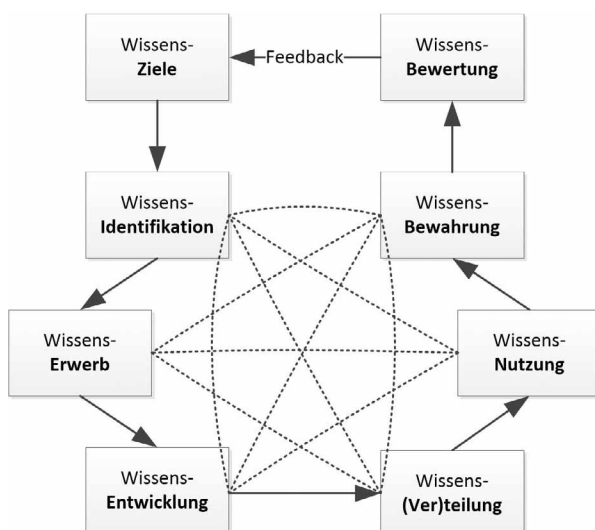 Wissens-
Ziele
Feedback
Wissens-
Bewertung
Wissens-
Identifikation
Wissens-
Bewahrung
Wissens-
Erwerb
Wissens-
Nutzung
Wissens-
Entwicklung
Wissens-
(Ver)teilung